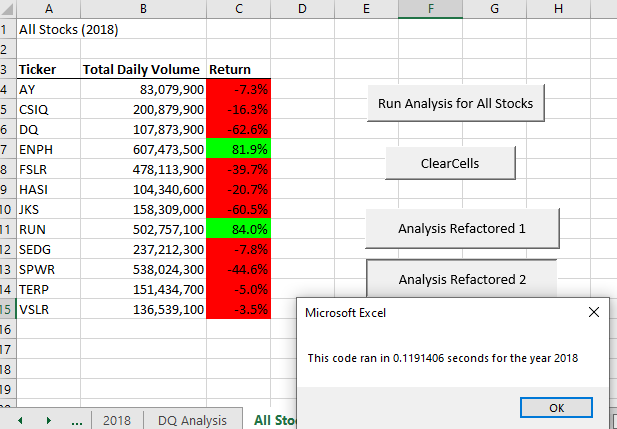 A B C D E F G H
1 All Stocks (2018)
2
3 Ticker Total Daily Volume Return
4 AY 83,079,900 -7.3%
5 CSIQ 200,879,900 -16.3%
Run Analysis for All Stocks
6 DQ 107,873,900 -62.6%
7 ENPH 607,473,500 81.9%
8 FSLR 478,113,900 -39.7%
ClearCells
9 HASI 104,340,600 -20.7%
10 JKS 158,309,000 -60.5%
11 RUN 502,757,100 84.0%
Analysis Refactored 1
12 SEDG 237,212,300 -7.8%
13 SPWR 538,024,300 -44.6%
Analysis Refactored 2
14 TERP 151,434,700 -5.0%
15 VSLR 136,539,100 -3.5%
Microsoft Excel
16
17
This code ran in 0.1191406 seconds for the year 2018
18
19
OK
... 2018 DQ Analysis All Sto